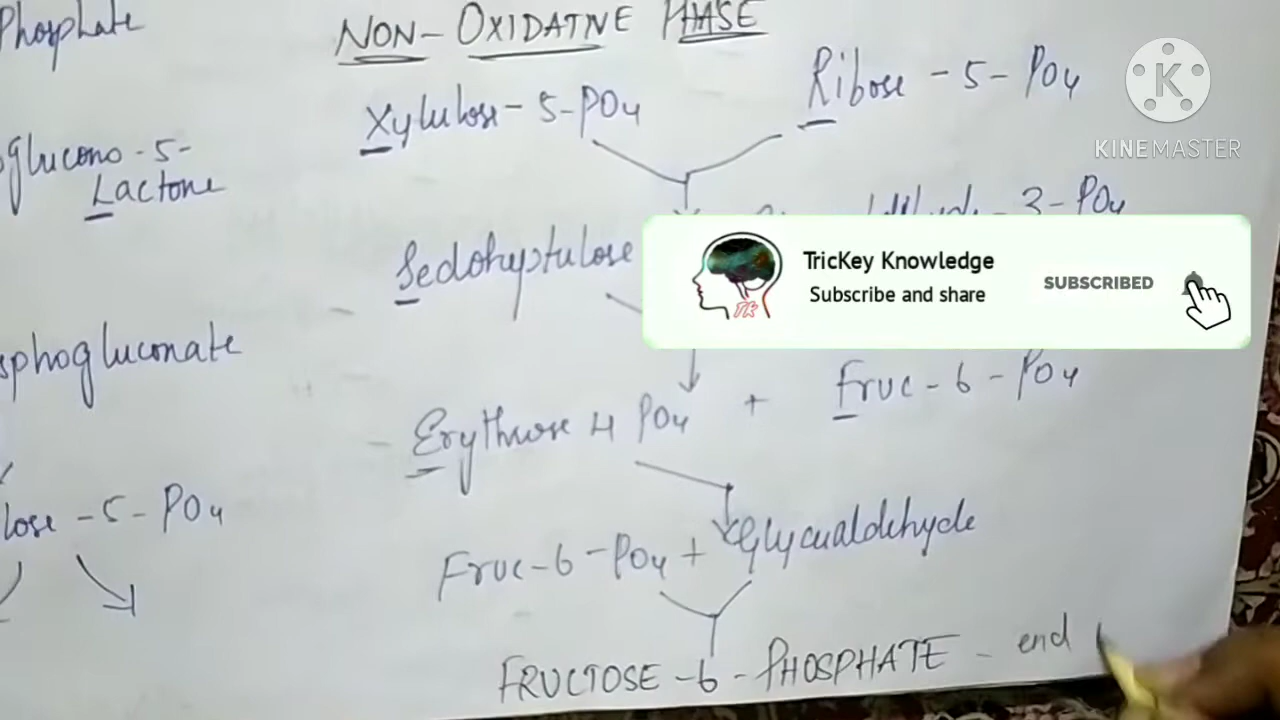 Phosphate
NON-OXIDATIVE PHASE
Xylulose-5-PO4
Ribose-5-PO4
KINEMASTER
glucono-5-
Lactone
3-PO4
Sedoheptulose
TricKey Knowledge
Subscribe and share
SUBSCRIBED
TK
sphogluconate
Erythrose 4 PO4 + Fruc-6-PO4
lose-5-PO4
Fruc-6-PO4 + Glyceraldehyde
FRUCTOSE-6-PHOSPHATE - end